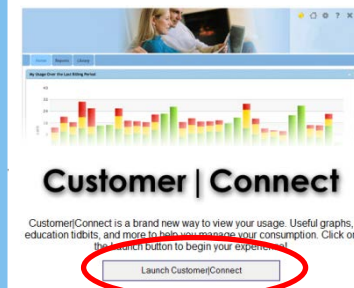 Home Reports Library
My Usage Over the Last Billing Period
Customer | Connect
Customer|Connect is a brand new way to view your usage. Useful graphs,
education tidbits, and more to help you manage your consumption. Click on
the Launch button to begin your experience!
Launch Customer|Connect